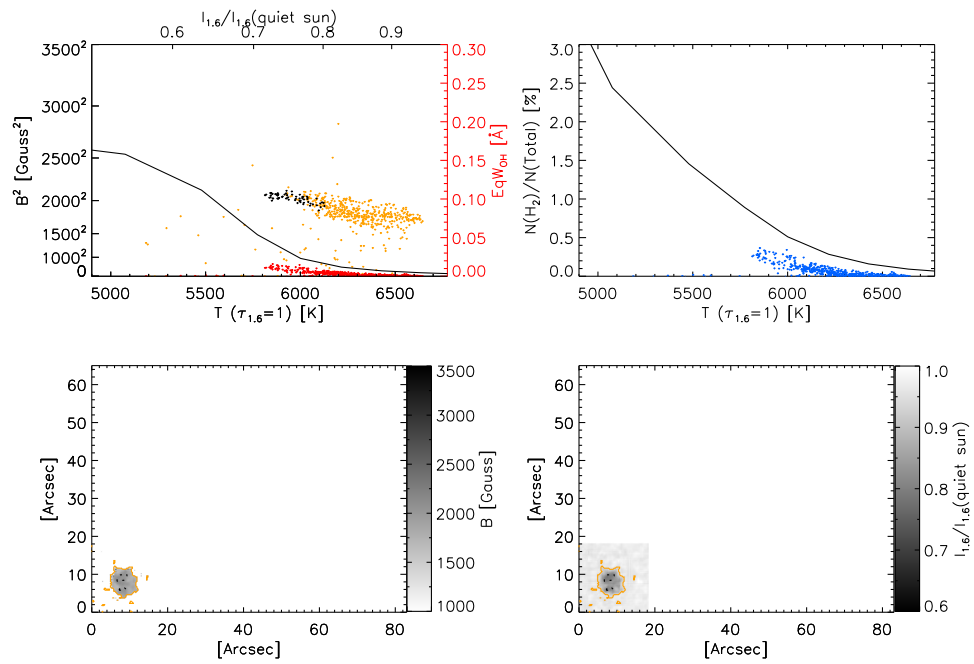 I₁.₆/I₁.₆(quiet sun)
0.6 0.7 0.8 0.9
3500² 3000² 2500² 2000² 1000² 0
B² [Gauss²]
0.30 0.25 0.20 0.15 0.10 0.05 0.00
EqW_OH [Å]
5000 5500 6000 6500
T (τ₁.₆=1) [K]
3.0 2.5 2.0 1.5 1.0 0.5 0.0
N(H₂)/N(Total) [%]
5000 5500 6000 6500
T (τ₁.₆=1) [K]
60 50 40 30 20 10 0
[Arcsec]
0 20 40 60 80
[Arcsec]
3500 3000 2500 2000 1500 1000
B [Gauss]
60 50 40 30 20 10 0
[Arcsec]
0 20 40 60 80
[Arcsec]
1.0 0.9 0.8 0.7 0.6
I₁.₆/I₁.₆(quiet sun)